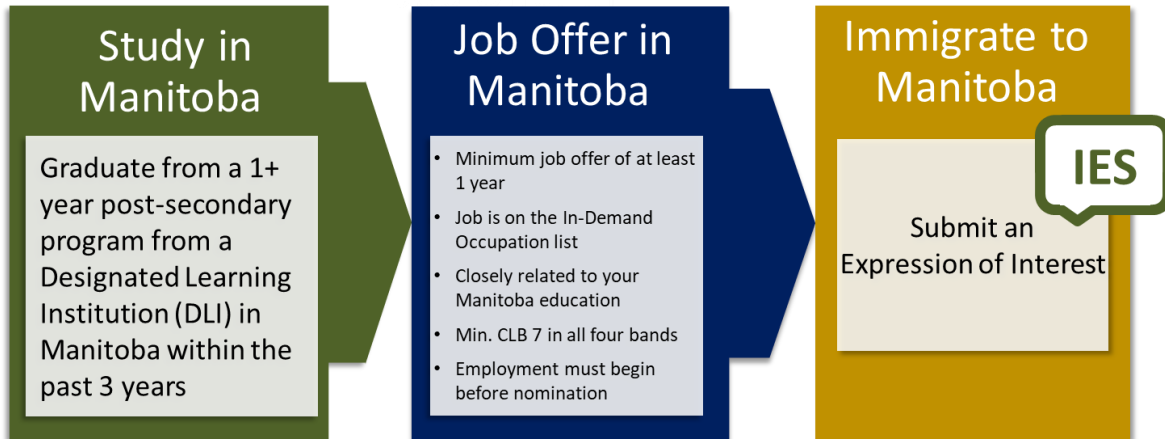 Study in
Manitoba
Graduate from a 1+
year post-secondary
program from a
Designated Learning
Institution (DLI) in
Manitoba within the
past 3 years
Job Offer in
Manitoba
• Minimum job offer of at least
1 year
• Job is on the In-Demand
Occupation list
• Closely related to your
Manitoba education
• Min. CLB 7 in all four bands
• Employment must begin
before nomination
Immigrate to
Manitoba
IES
Submit an
Expression of Interest